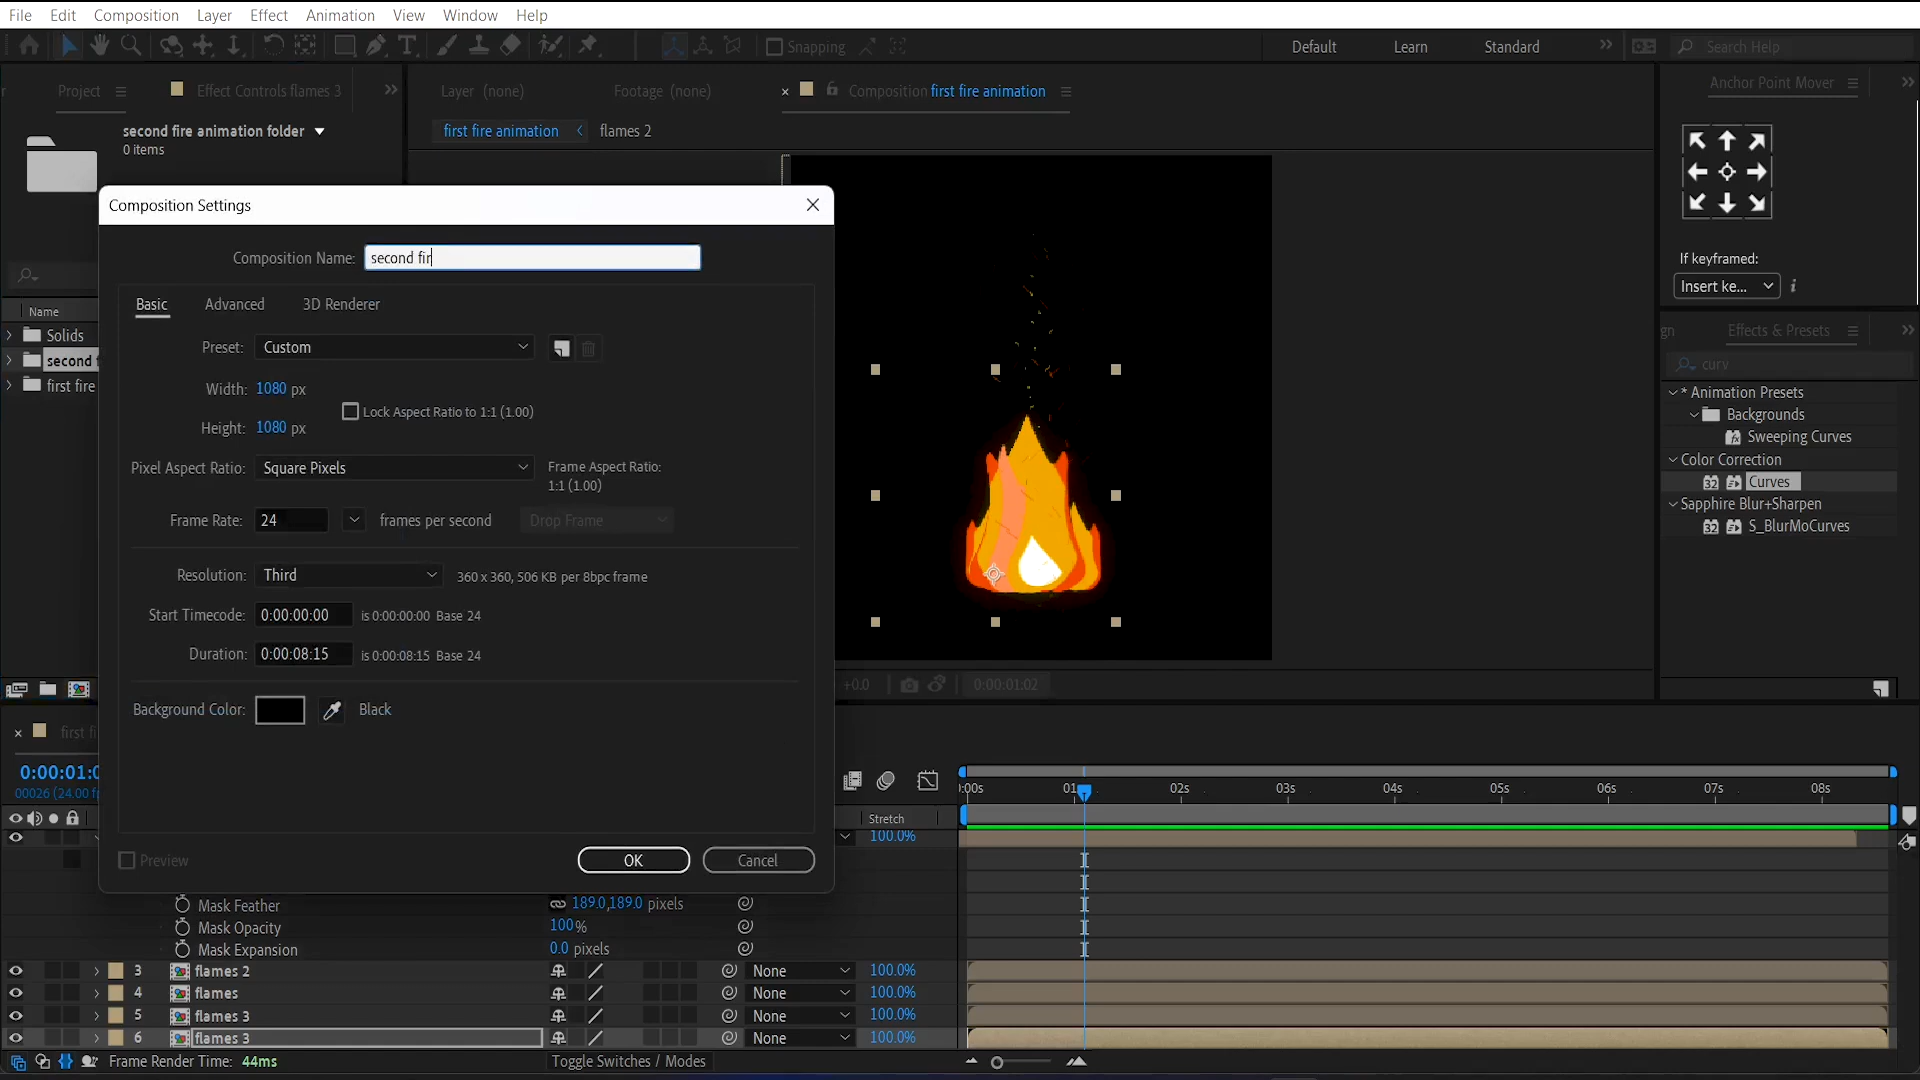 File Edit Composition Layer Effect Animation View Window Help
Snapping
Default Learn Standard
Search Help
Project
Effect Controls flames 3
Layer (none)
Footage (none)
Composition first fire animation
Anchor Point Mover
second fire animation folder
0 items
first fire animation
flames 2
Composition Settings
Composition Name: second fir
Basic Advanced 3D Renderer
Preset: Custom
Width: 1080 px
Lock Aspect Ratio to 1:1 (1.00)
Height: 1080 px
Pixel Aspect Ratio: Square Pixels
Frame Aspect Ratio:
1:1 (1.00)
Frame Rate: 24 frames per second Drop Frame
Resolution: Third 360 x 360, 506 KB per 8bpc frame
Start Timecode: 0:00:00:00 is 0:00:00:00 Base 24
Duration: 0:00:08:15 is 0:00:08:15 Base 24
Background Color: Black
Preview OK Cancel
Name
Solids
second
first fire
If keyframed:
Insert ke...
Effects & Presets
curv
* Animation Presets
Backgrounds
Sweeping Curves
Color Correction
32 Curves
Sapphire Blur+Sharpen
32 S_BlurMoCurves
+0.0 0:00:01:02
first fi
0:00:01:0
00026 (24.00 f
:00s 01 02s 03s 04s 05s 06s 07s 08s
Stretch
100.0%
Mask Feather 189.0,189.0 pixels
Mask Opacity 100%
Mask Expansion 0.0 pixels
3 flames 2 None 100.0%
4 flames None 100.0%
5 flames 3 None 100.0%
6 flames 3 None 100.0%
Frame Render Time: 44ms
Toggle Switches / Modes